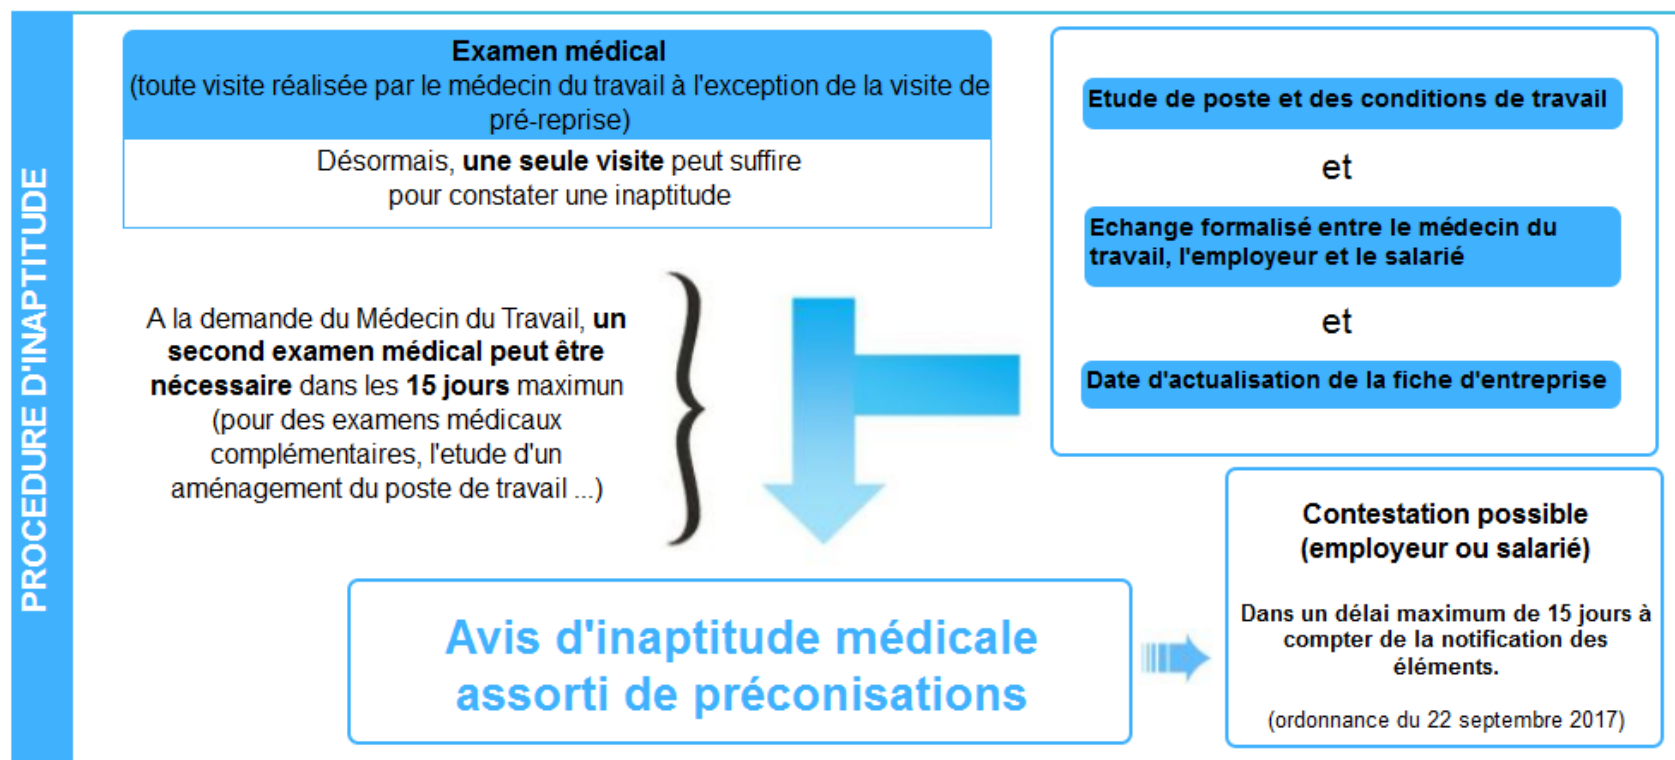 PROCEDURE D'INAPTITUDE
Examen médical
(toute visite réalisée par le médecin du travail à l'exception de la visite de
pré-reprise)
Désormais, une seule visite peut suffire
pour constater une inaptitude
A la demande du Médecin du Travail, un
second examen médical peut être
nécessaire dans les 15 jours maximun
(pour des examens médicaux
complémentaires, l'etude d'un
aménagement du poste de travail ...)
Etude de poste et des conditions de travail
et
Echange formalisé entre le médecin du
travail, l'employeur et le salarié
et
Date d'actualisation de la fiche d'entreprise
Avis d'inaptitude médicale
assorti de préconisations
Contestation possible
(employeur ou salarié)
Dans un délai maximum de 15 jours à
compter de la notification des
éléments.
(ordonnance du 22 septembre 2017)